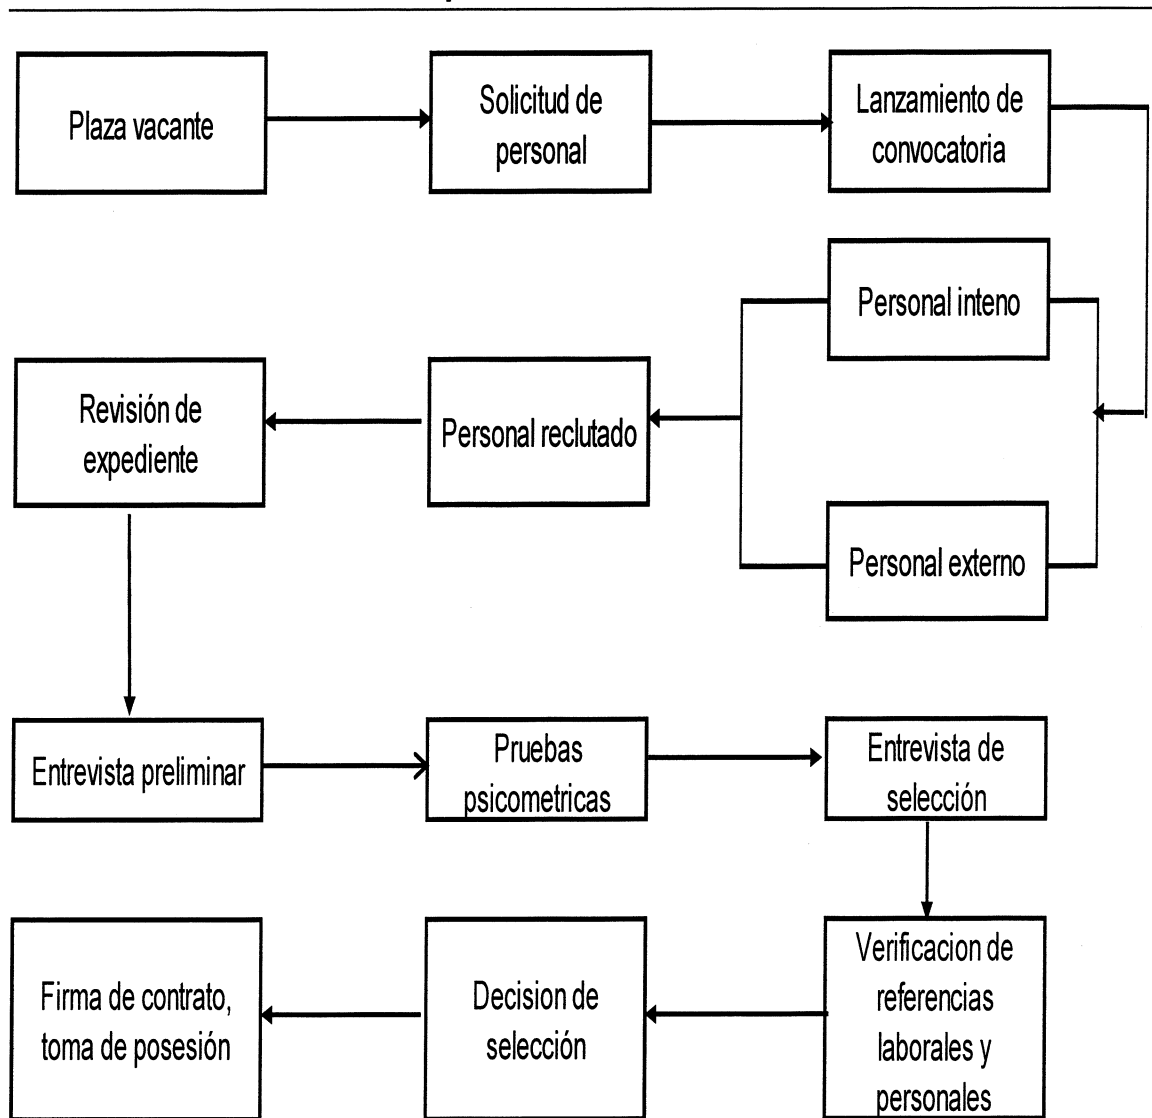 Plaza vacante
Solicitud de
personal
Lanzamiento de
convocatoria
Personal inteno
Personal externo
Personal reclutado
Revisión de
expediente
Entrevista preliminar
Pruebas
psicometricas
Entrevista de
selección
Verificacion de
referencias
laborales y
personales
Decision de
selección
Firma de contrato,
toma de posesión